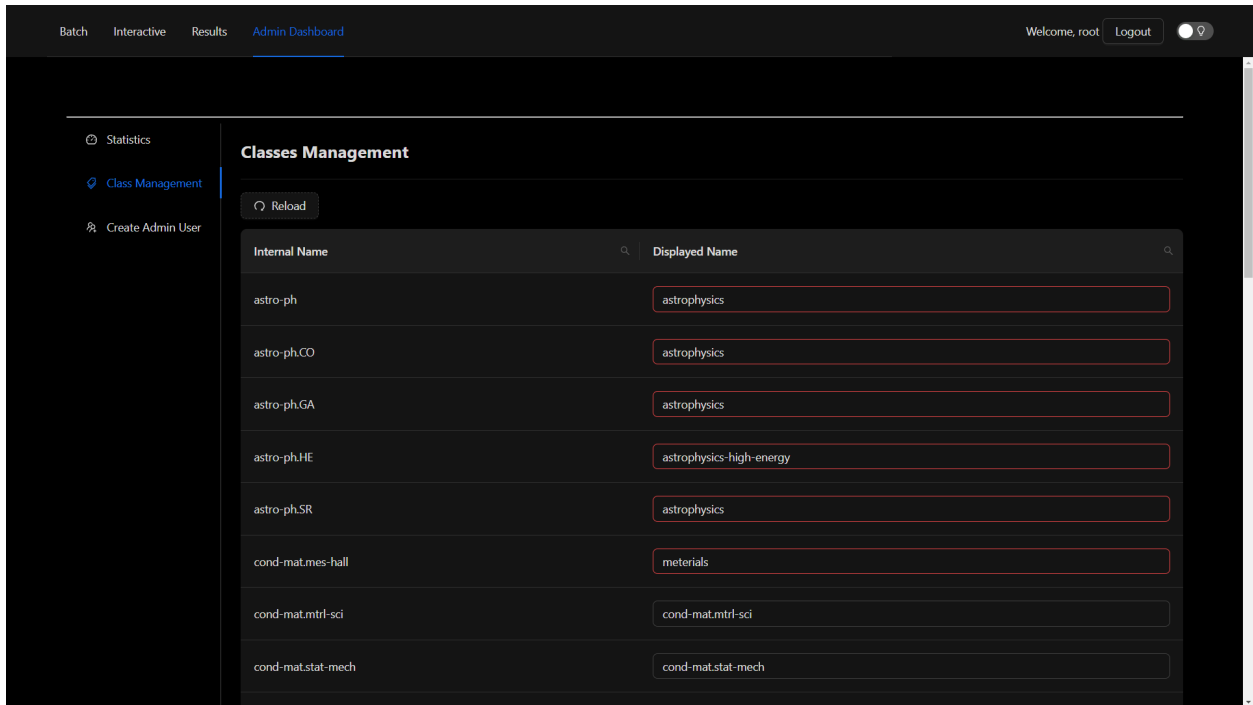 Batch Interactive Results Admin Dashboard Welcome, root Logout
Statistics
Class Management
Create Admin User
Classes Management
Reload
Internal Name Displayed Name
astro-ph astrophysics
astro-ph.CO astrophysics
astro-ph.GA astrophysics
astro-ph.HE astrophysics-high-energy
astro-ph.SR astrophysics
cond-mat.mes-hall meterials
cond-mat.mtrl-sci cond-mat.mtrl-sci
cond-mat.stat-mech cond-mat.stat-mech